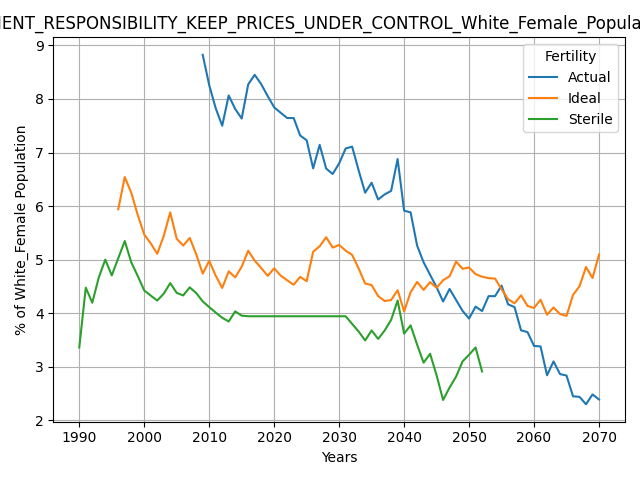 MENT_RESPONSIBILITY_KEEP_PRICES_UNDER_CONTROL_White_Female_Popula
Fertility
Actual
Ideal
Sterile
% of White_Female Population
9
8
7
6
5
4
3
2
1990
2000
2010
2020
2030
2040
2050
2060
2070
Years